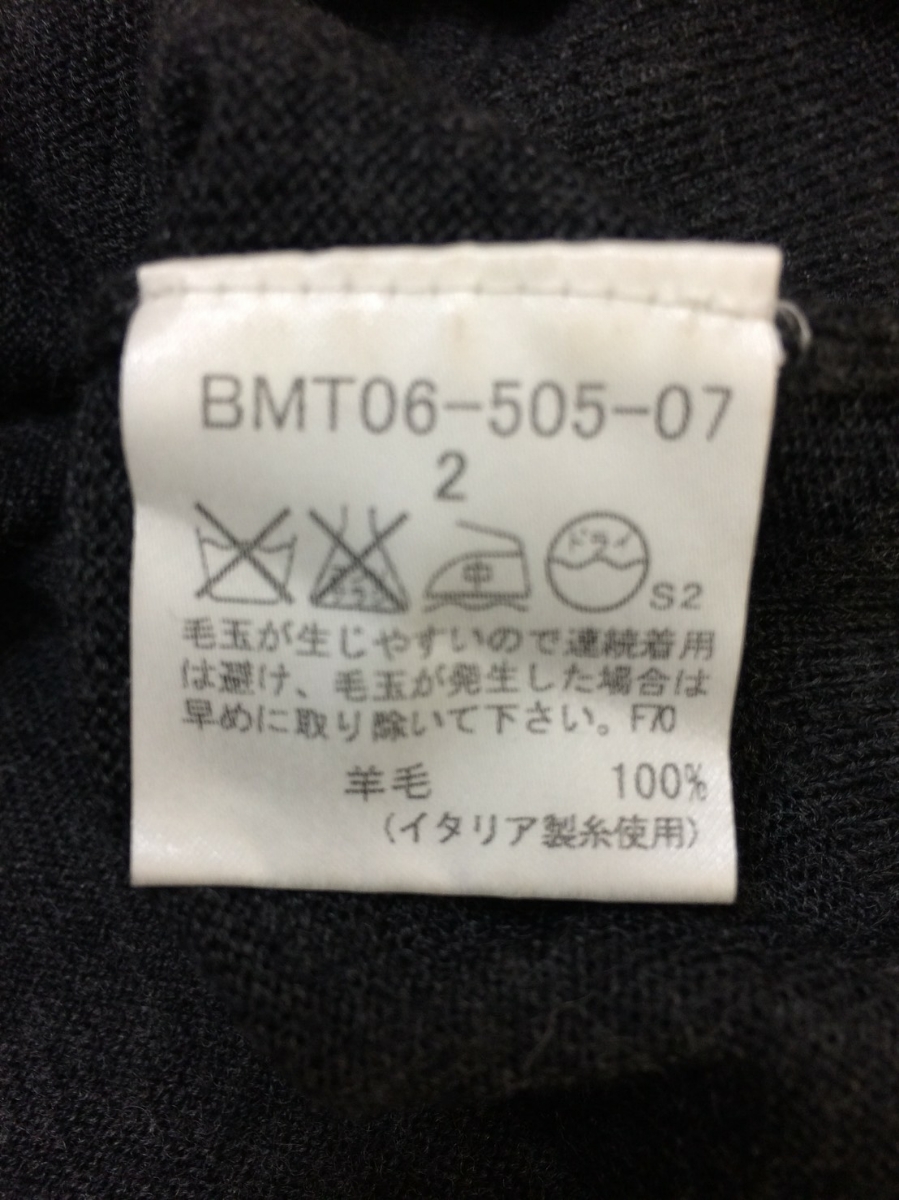 BMT06-505-07
2
中 ドライ S2
毛玉が生じやすいので連続着用
は避け、毛玉が発生した場合は
早めに取り除いて下さい。F70
羊毛 100%
(イタリア製糸使用)